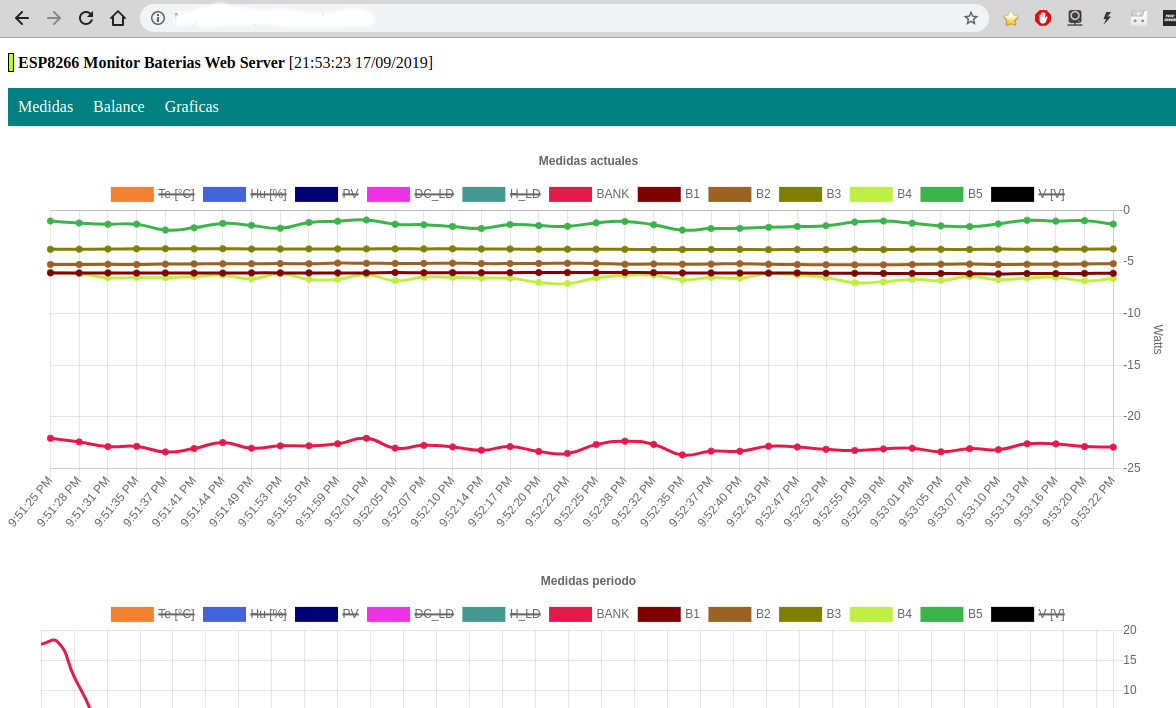 ESP8266 Monitor Baterias Web Server [21:53:23 17/09/2019]
Medidas Balance Graficas
Medidas actuales
Te [ºC] Hu [%] PV DC_LD H_LD BANK B1 B2 B3 B4 B5 V [V]
0
-5
-10
-15
-20
-25
Watts
9:51:25 PM 9:51:28 PM 9:51:31 PM 9:51:35 PM 9:51:37 PM 9:51:41 PM 9:51:44 PM 9:51:49 PM 9:51:53 PM 9:51:55 PM 9:51:59 PM 9:52:01 PM 9:52:05 PM 9:52:07 PM 9:52:10 PM 9:52:14 PM 9:52:17 PM 9:52:20 PM 9:52:22 PM 9:52:25 PM 9:52:28 PM 9:52:32 PM 9:52:35 PM 9:52:37 PM 9:52:40 PM 9:52:43 PM 9:52:47 PM 9:52:52 PM 9:52:55 PM 9:52:59 PM 9:53:01 PM 9:53:05 PM 9:53:07 PM 9:53:10 PM 9:53:13 PM 9:53:16 PM 9:53:20 PM 9:53:22 PM
Medidas periodo
Te [ºC] Hu [%] PV DC_LD H_LD BANK B1 B2 B3 B4 B5 V [V]
20
15
10